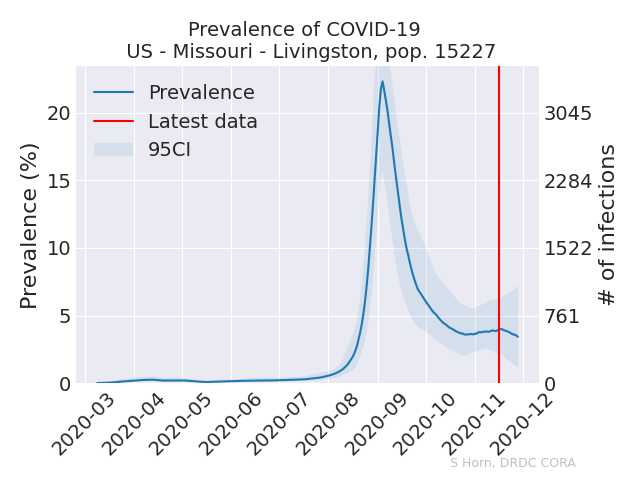 Prevalence of COVID-19
US - Missouri - Livingston, pop. 15227
Prevalence
Latest data
95CI
Prevalence (%)
20
15
10
5
0
3045
2284
1522
761
0
# of infections
2020-03
2020-04
2020-05
2020-06
2020-07
2020-08
2020-09
2020-10
2020-11
2020-12
S Horn, DRDC CORA